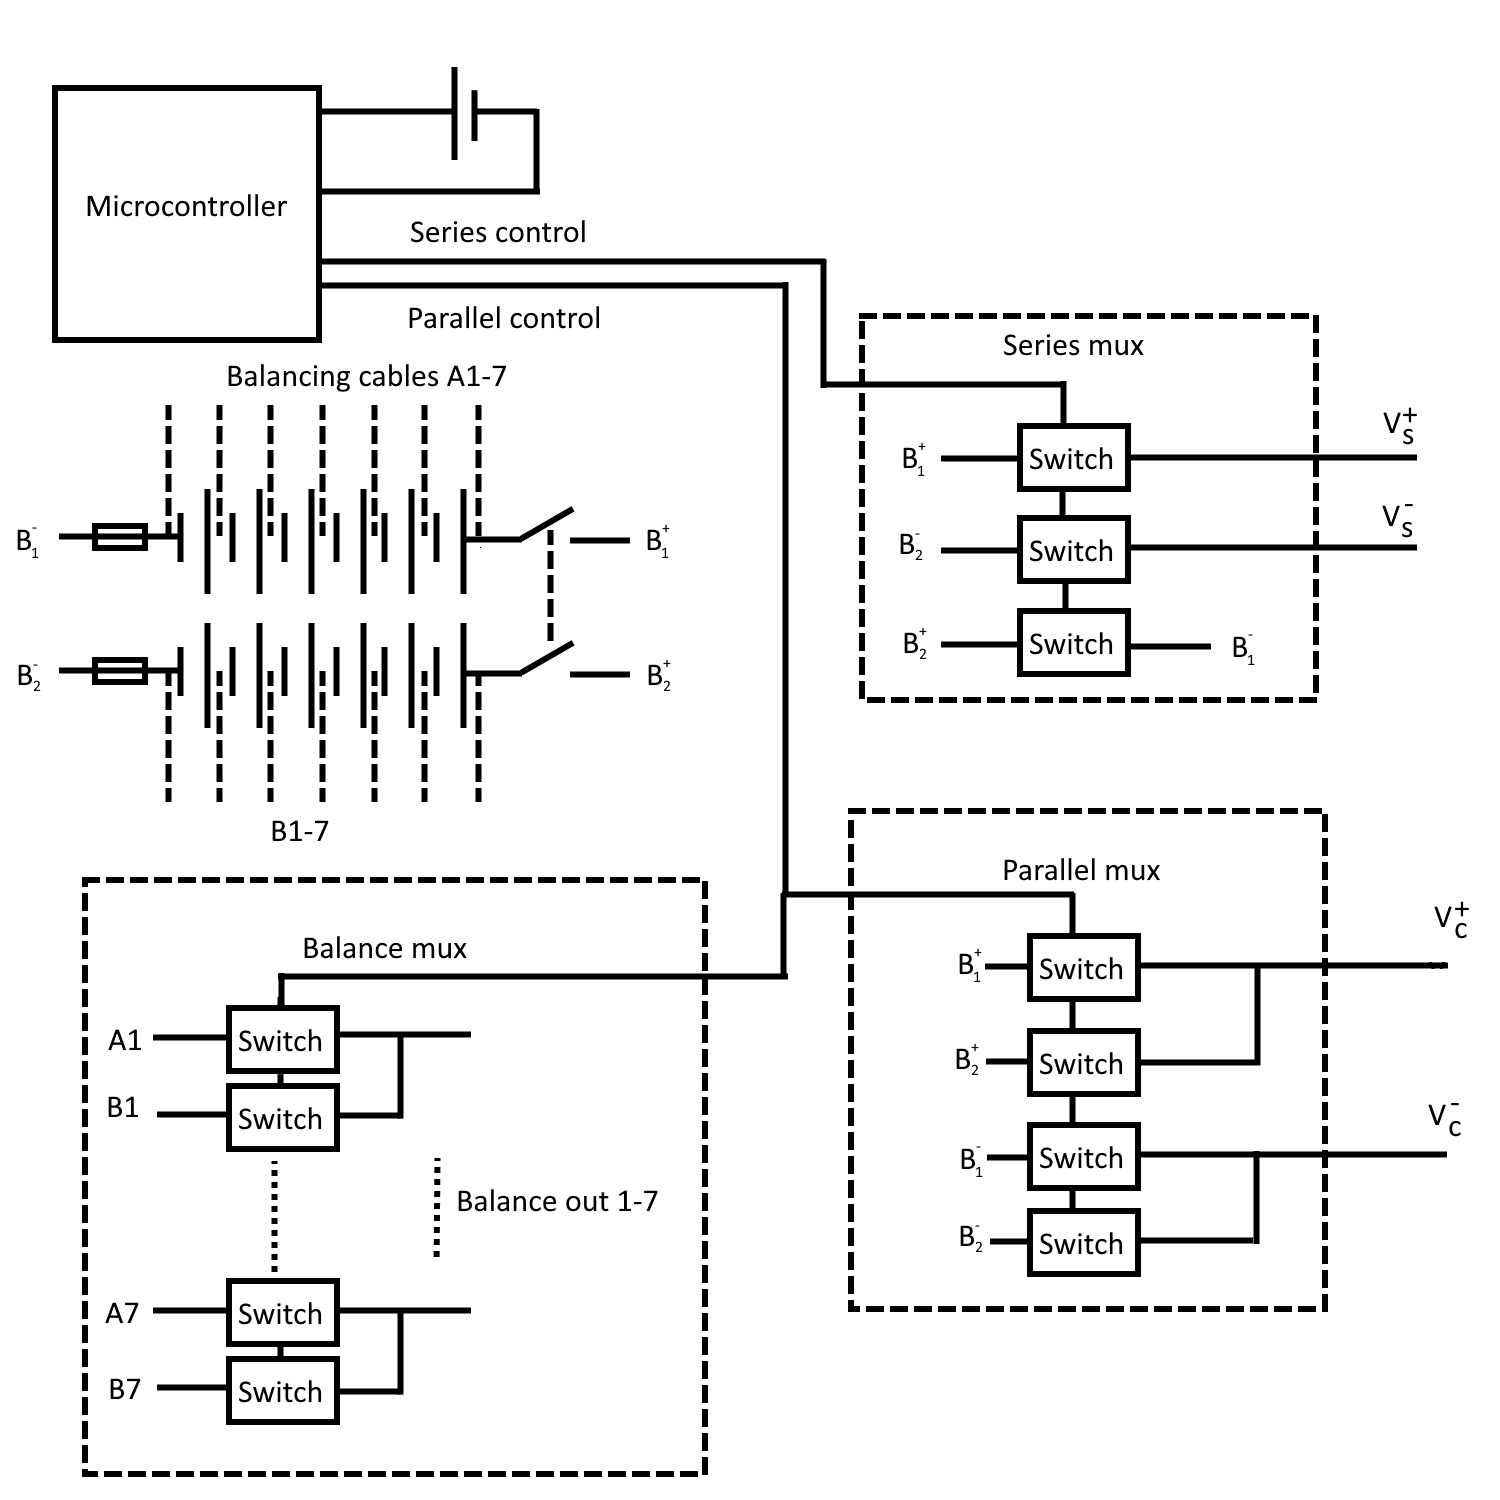 Microcontroller
Series control
Parallel control
Balancing cables A1-7
B1-
B1+
B2-
B2+
B1-7
Series mux
B1+
Switch
Vs+
B2-
Switch
Vs-
B2+
Switch
B1-
Parallel mux
B1+
Switch
Vc+
B2+
Switch
B1-
Switch
Vc-
B2-
Switch
Balance mux
A1
Switch
B1
Switch
Balance out 1-7
A7
Switch
B7
Switch